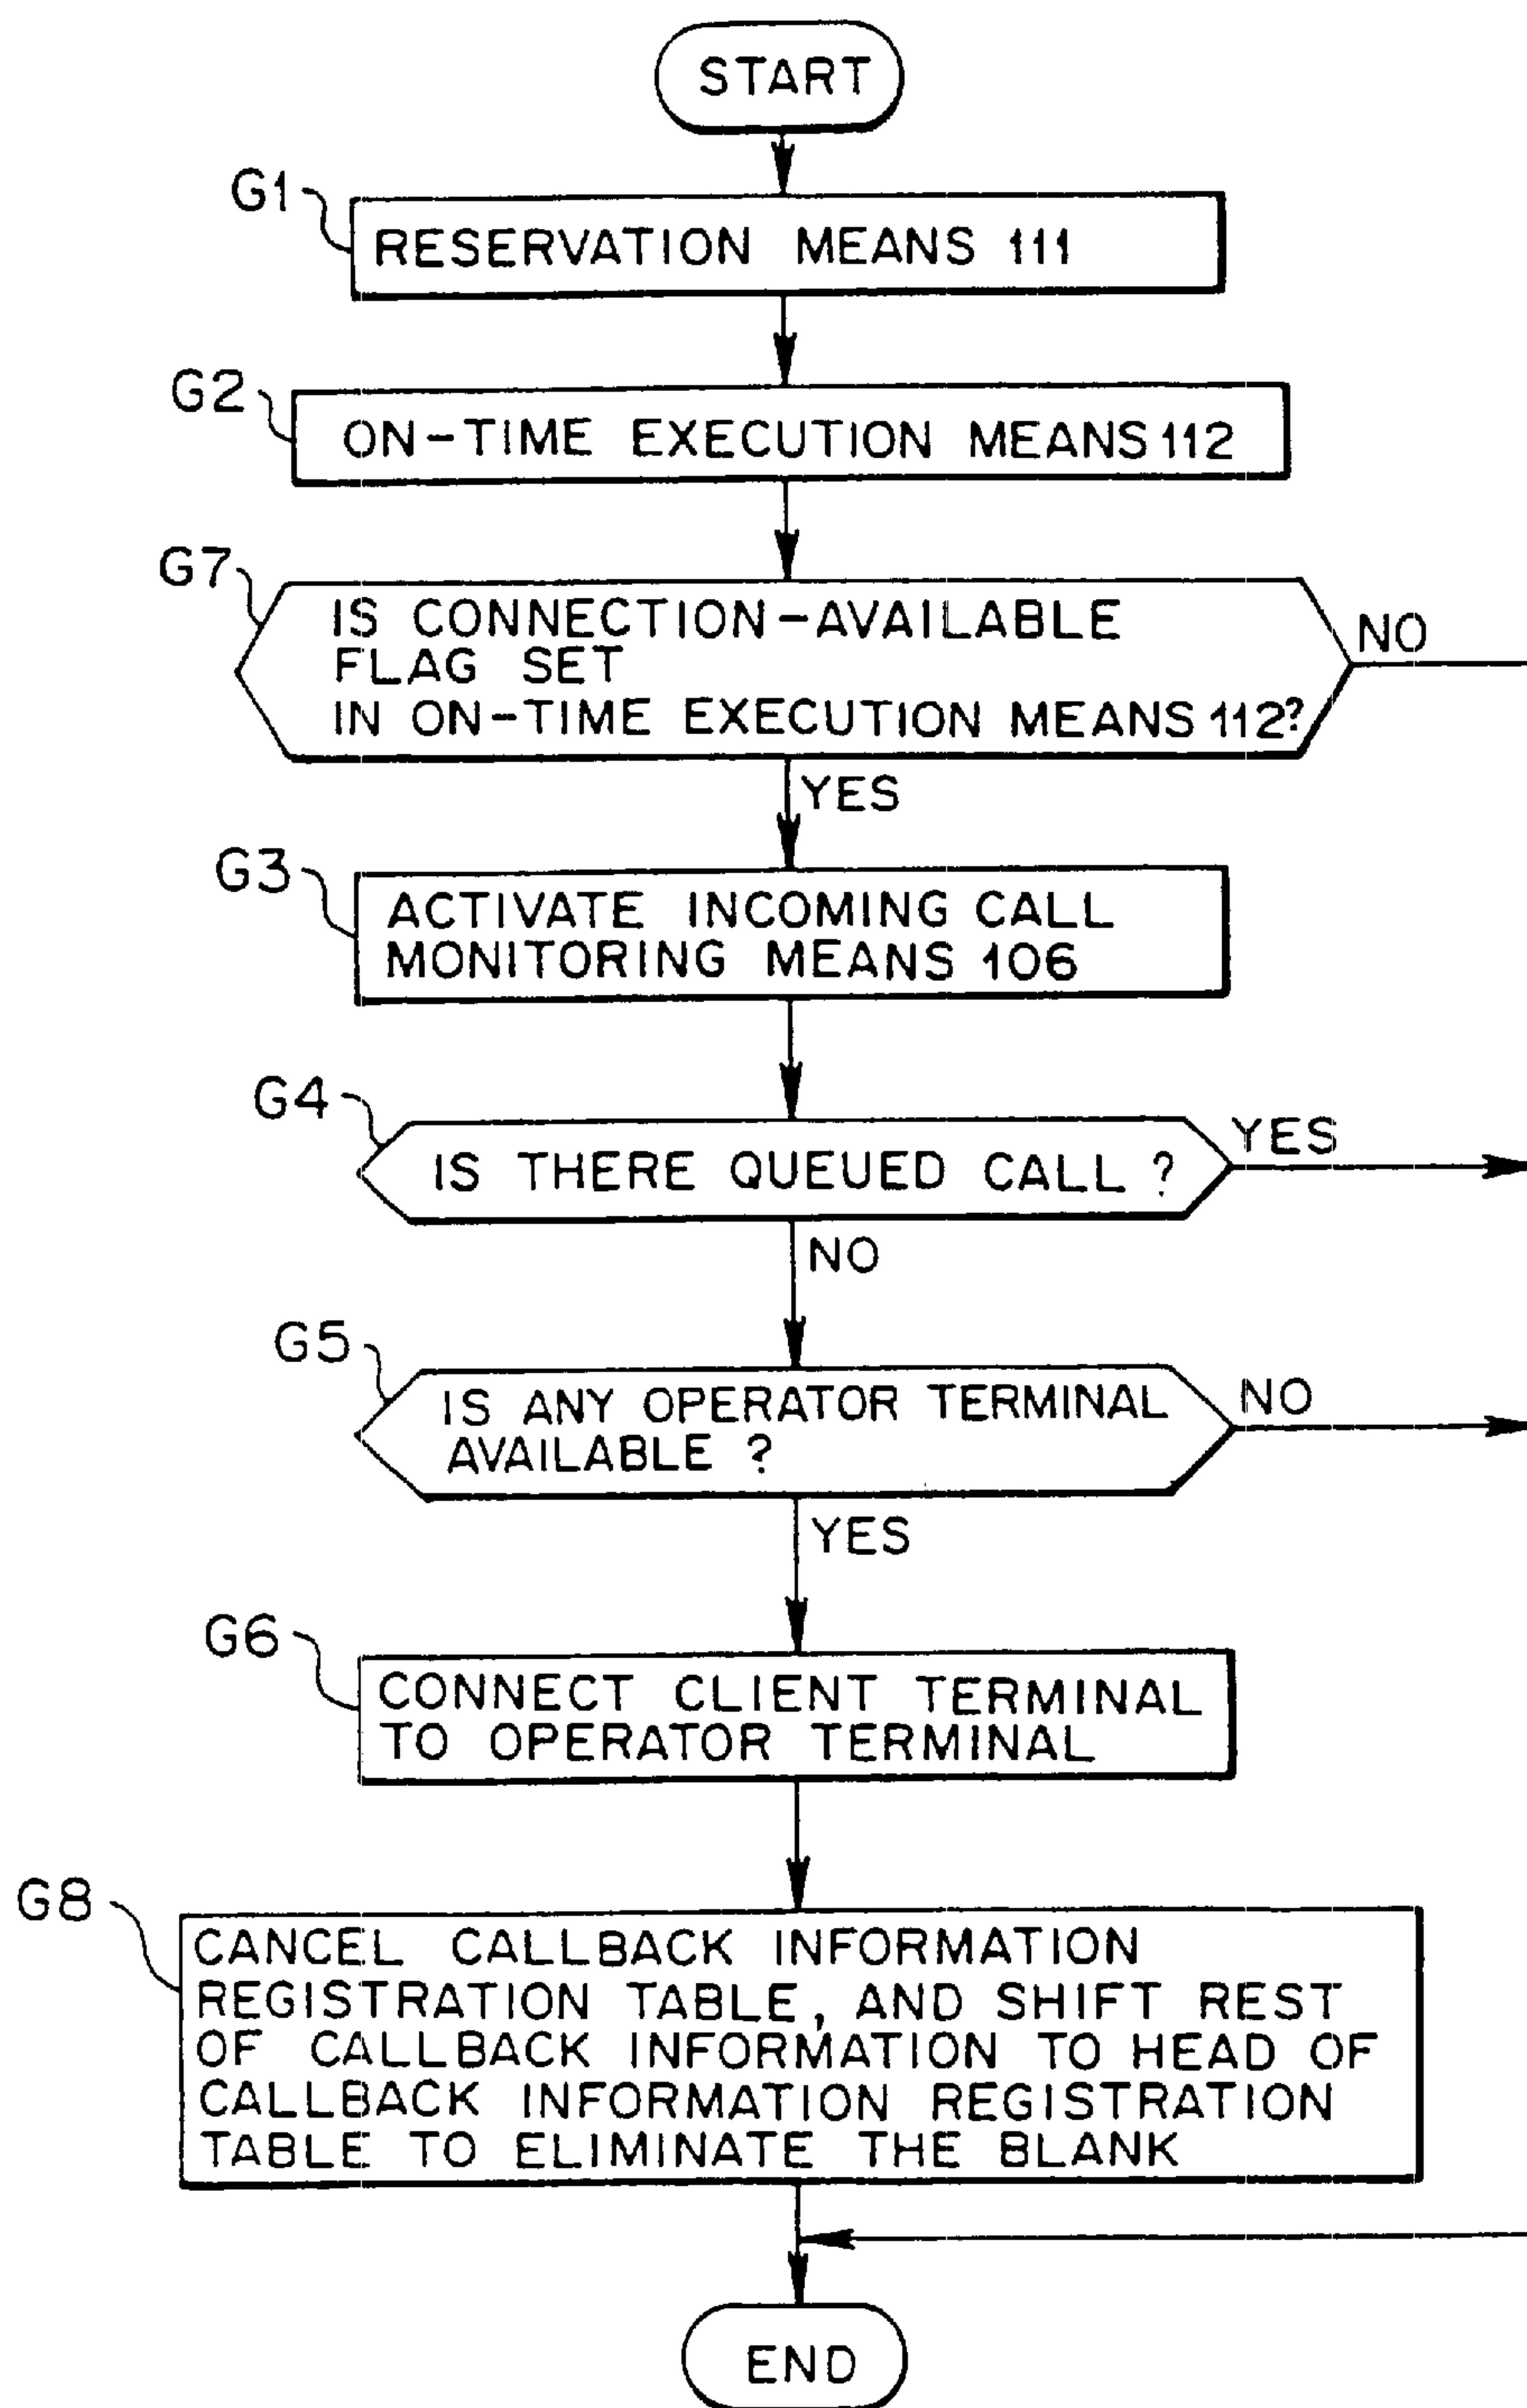 START
G1
RESERVATION MEANS 111
G2
ON-TIME EXECUTION MEANS 112
G7
IS CONNECTION-AVAILABLE
FLAG SET
IN ON-TIME EXECUTION MEANS 112?
NO
YES
G3
ACTIVATE INCOMING CALL
MONITORING MEANS 106
G4
IS THERE QUEUED CALL ?
YES
NO
G5
IS ANY OPERATOR TERMINAL
AVAILABLE ?
NO
YES
G6
CONNECT CLIENT TERMINAL
TO OPERATOR TERMINAL
G8
CANCEL CALLBACK INFORMATION
REGISTRATION TABLE, AND SHIFT REST
OF CALLBACK INFORMATION TO HEAD OF
CALLBACK INFORMATION REGISTRATION
TABLE TO ELIMINATE THE BLANK
END